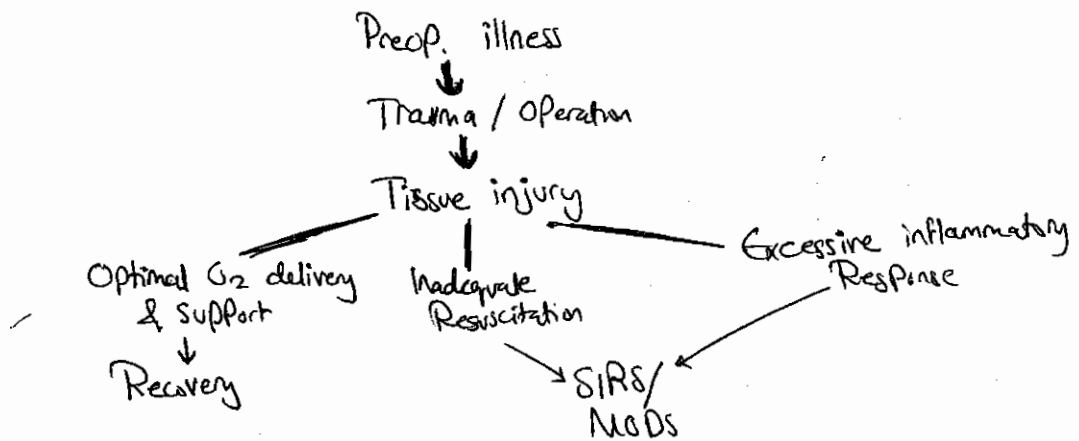 Preop. illness
Trauma / Operation
Tissue injury
Optimal O2 delivery
& Support
Recovery
Inadequate
Resuscitation
Excessive inflammatory
Response
SIRS/
MODs